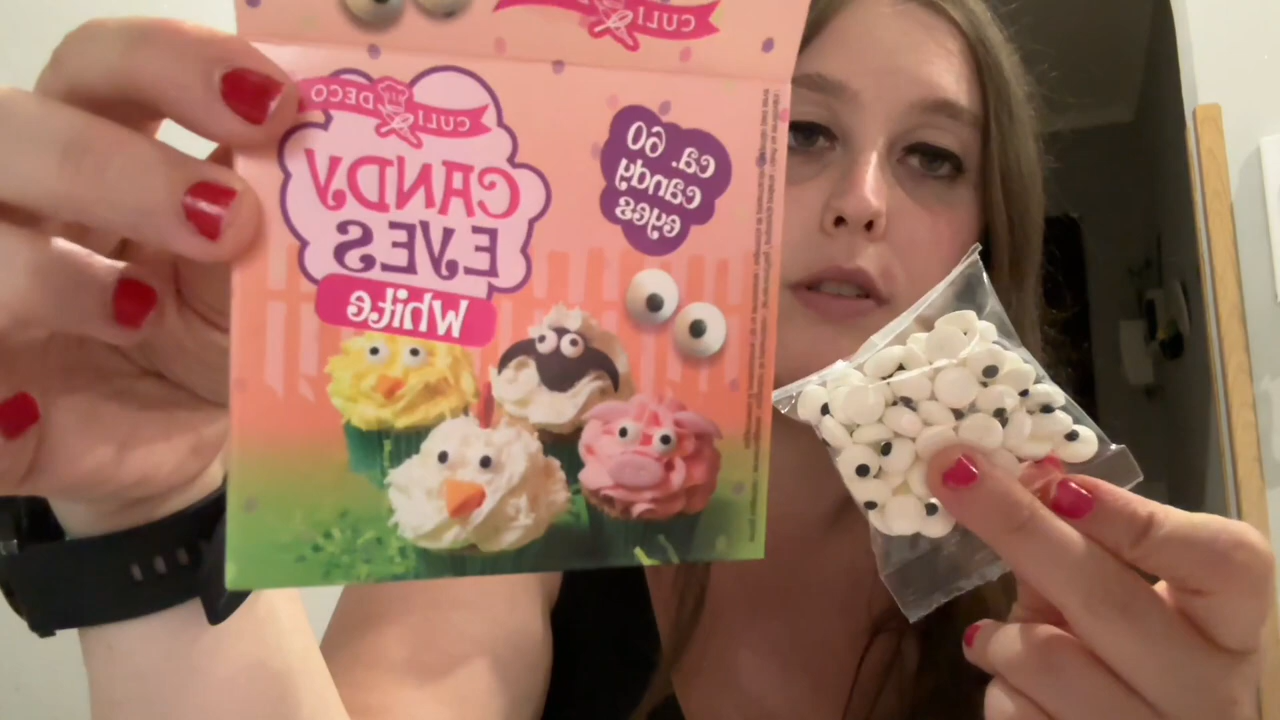 CULI
CULI DECO
CANDY
EYES
White
ca. 60
candy
eyes